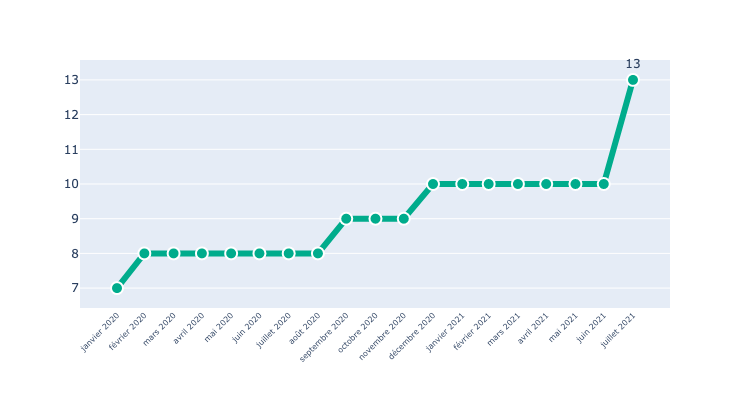 13
13
12
11
10
9
8
7
janvier 2020
février 2020
mars 2020
avril 2020
mai 2020
juin 2020
juillet 2020
août 2020
septembre 2020
octobre 2020
novembre 2020
décembre 2020
janvier 2021
février 2021
mars 2021
avril 2021
mai 2021
juin 2021
juillet 2021